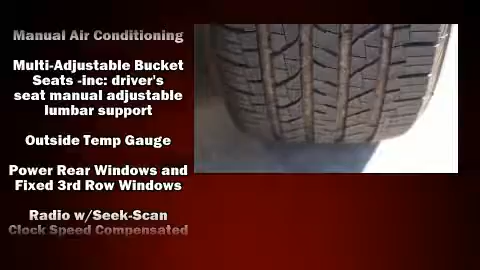 Manual Air Conditioning
Multi-Adjustable Bucket
Seats -inc: driver's
seat manual adjustable
lumbar support
Outside Temp Gauge
Power Rear Windows and
Fixed 3rd Row Windows
Radio w/Seek-Scan
Clock Speed Compensated